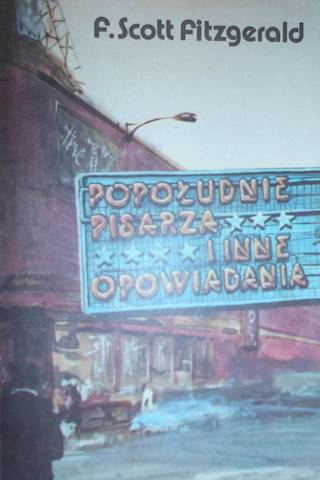 F. Scott Fitzgerald
POPOŁUDNIE
PISARZA
I INNE
OPOWIADANIA